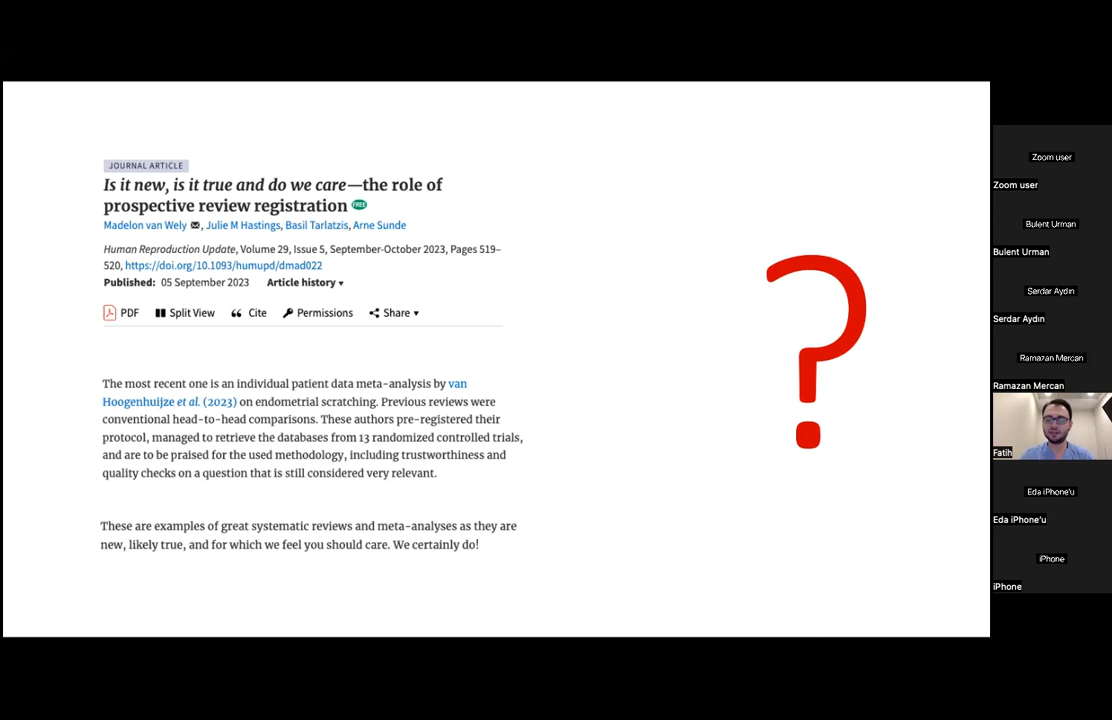 JOURNAL ARTICLE
Is it new, is it true and do we care—the role of
prospective review registration FREE
Madelon van Wely, Julie M Hastings, Basil Tarlatzis, Arne Sunde
Human Reproduction Update, Volume 29, Issue 5, September-October 2023, Pages 519–
520, https://doi.org/10.1093/humupd/dmad022
Published: 05 September 2023 Article history ▾
PDF Split View Cite Permissions Share ▾
The most recent one is an individual patient data meta-analysis by van
Hoogenhuijze et al. (2023) on endometrial scratching. Previous reviews were
conventional head-to-head comparisons. These authors pre-registered their
protocol, managed to retrieve the databases from 13 randomized controlled trials,
and are to be praised for the used methodology, including trustworthiness and
quality checks on a question that is still considered very relevant.
These are examples of great systematic reviews and meta-analyses as they are
new, likely true, and for which we feel you should care. We certainly do!
?
Zoom user
Zoom user
Bulent Urman
Bulent Urman
Serdar Aydın
Serdar Aydın
Ramazan Mercan
Ramazan Mercan
Fatih
Eda iPhone'u
Eda iPhone'u
iPhone
iPhone